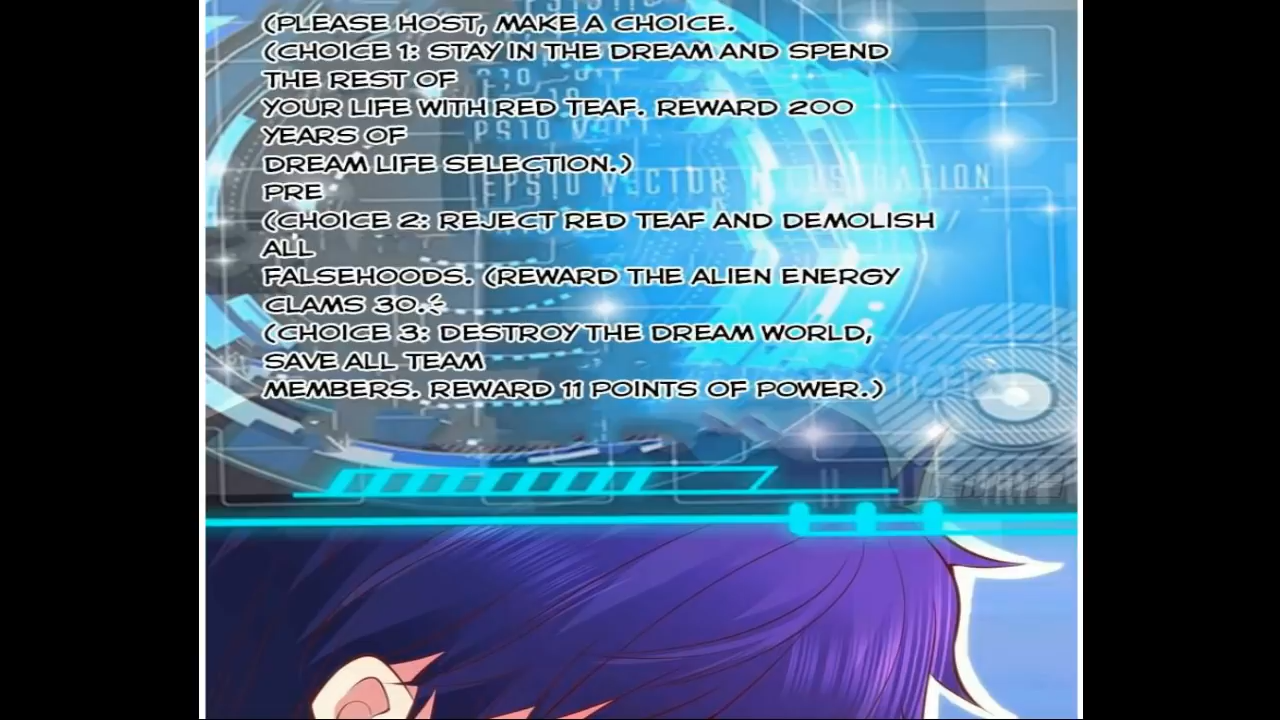 (PLEASE HOST, MAKE A CHOICE.
(CHOICE 1: STAY IN THE DREAM AND SPEND
THE REST OF
YOUR LIFE WITH RED TEAF. REWARD 200
YEARS OF
DREAM LIFE SELECTION.)
PRE
(CHOICE 2: REJECT RED TEAF AND DEMOLISH
ALL
FALSEHOODS. (REWARD THE ALIEN ENERGY
CLAMS 30.
(CHOICE 3: DESTROY THE DREAM WORLD,
SAVE ALL TEAM
MEMBERS. REWARD 11 POINTS OF POWER.)
EPS10 VECTOR